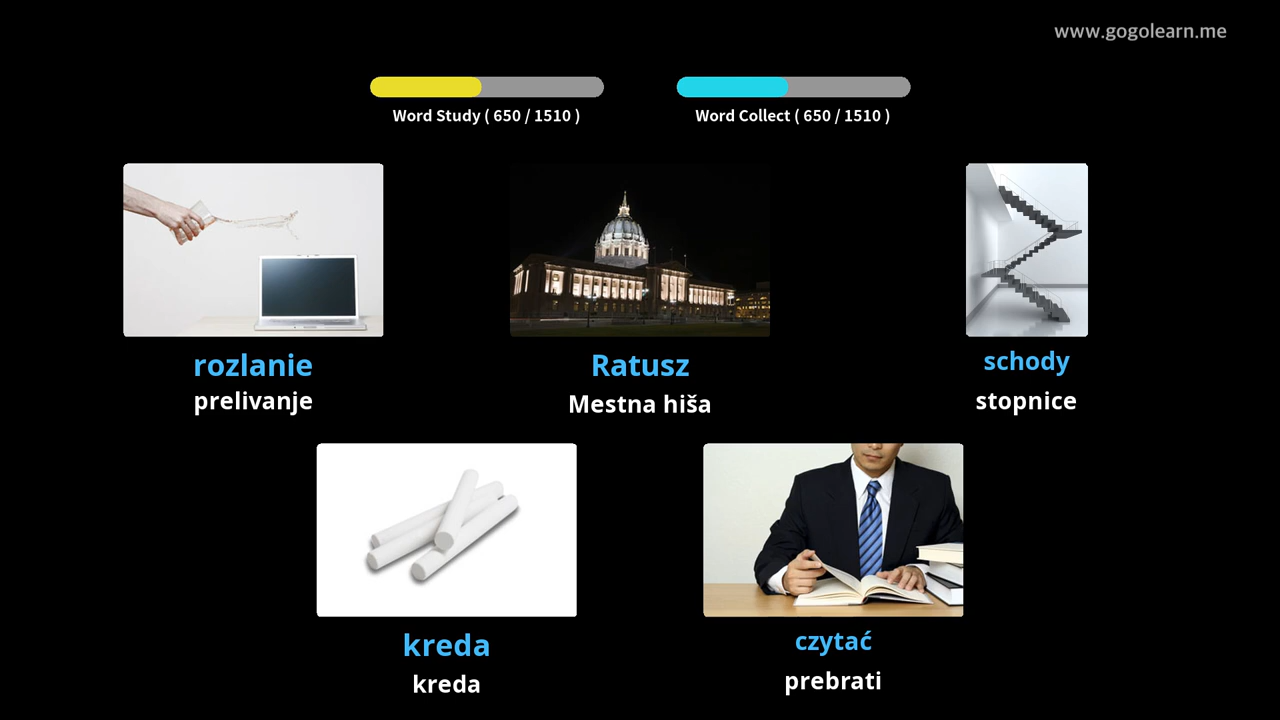 www.gogolearn.me
Word Study ( 650 / 1510 )
Word Collect ( 650 / 1510 )
rozlanie
prelivanje
Ratusz
Mestna hiša
schody
stopnice
kreda
kreda
czytać
prebrati